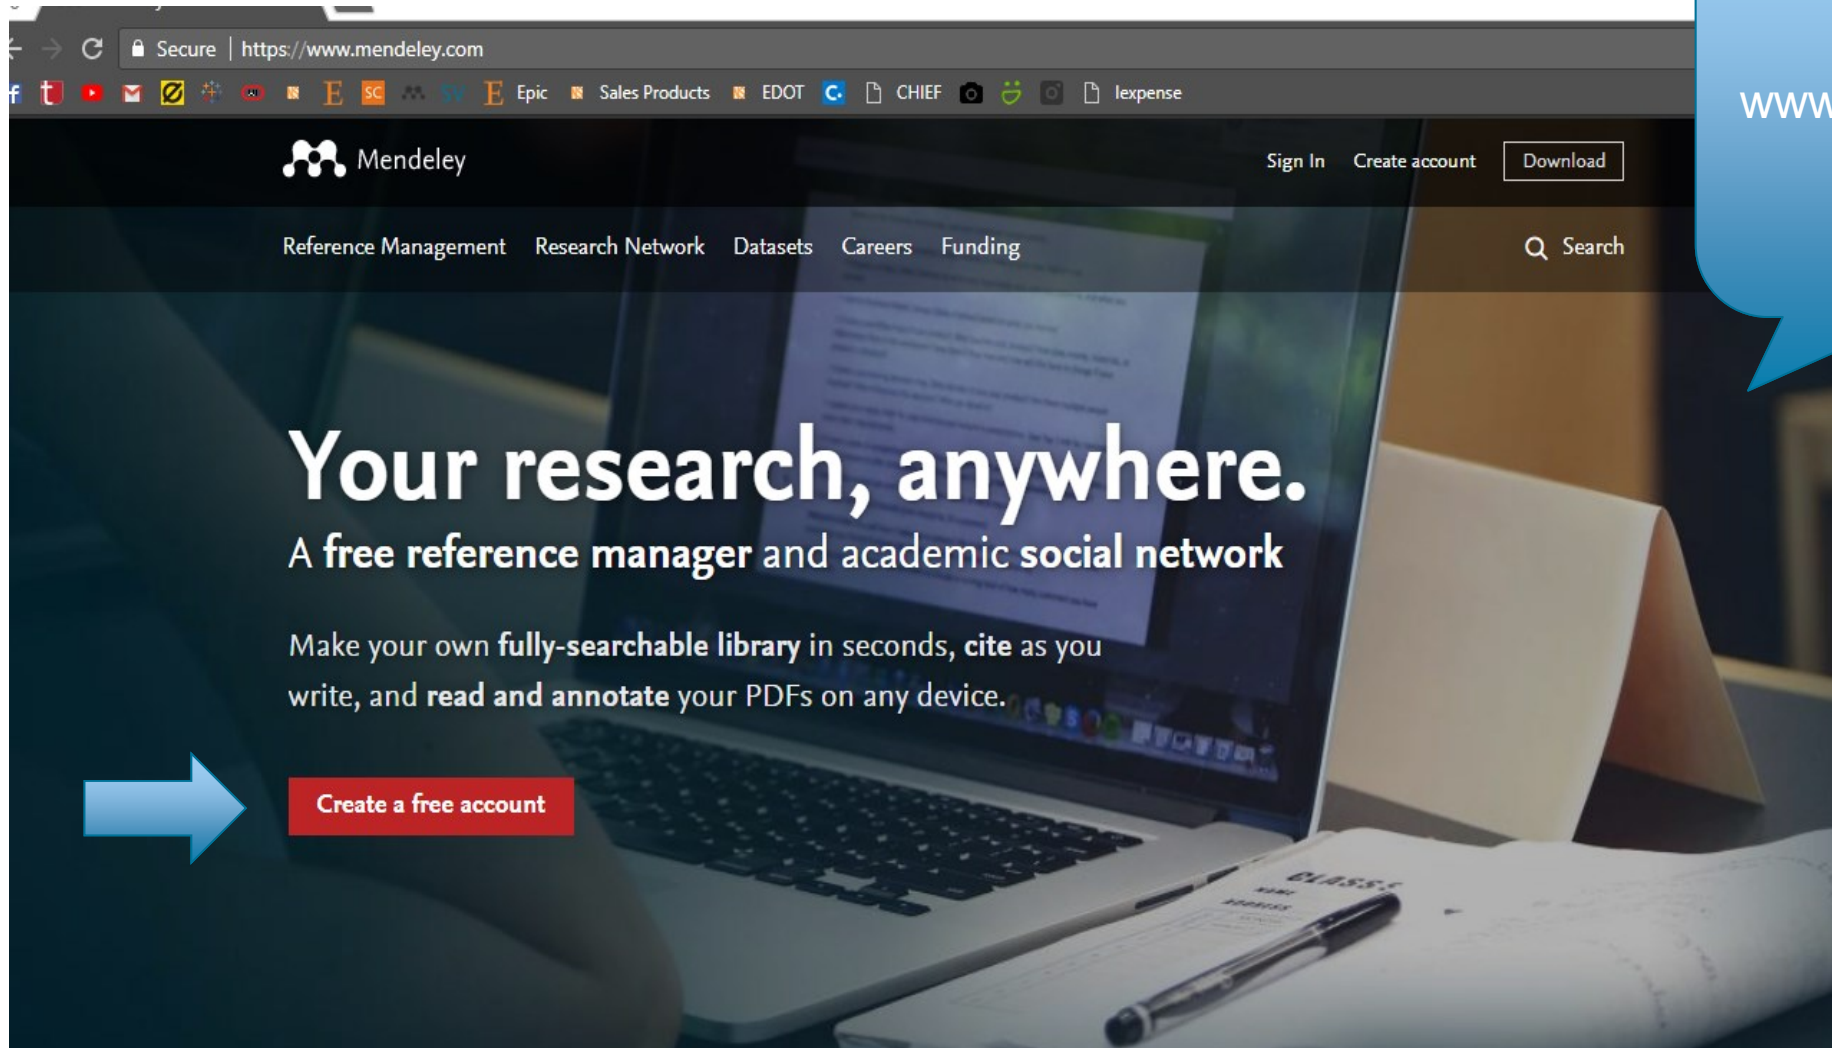 Secure | https://www.mendeley.com
Epic Sales Products EDOT CHIEF lexpense
www
Mendeley
Sign In Create account Download
Reference Management Research Network Datasets Careers Funding Search
Your research, anywhere.
A free reference manager and academic social network
Make your own fully-searchable library in seconds, cite as you
write, and read and annotate your PDFs on any device.
Create a free account
NAME
ADDRESS